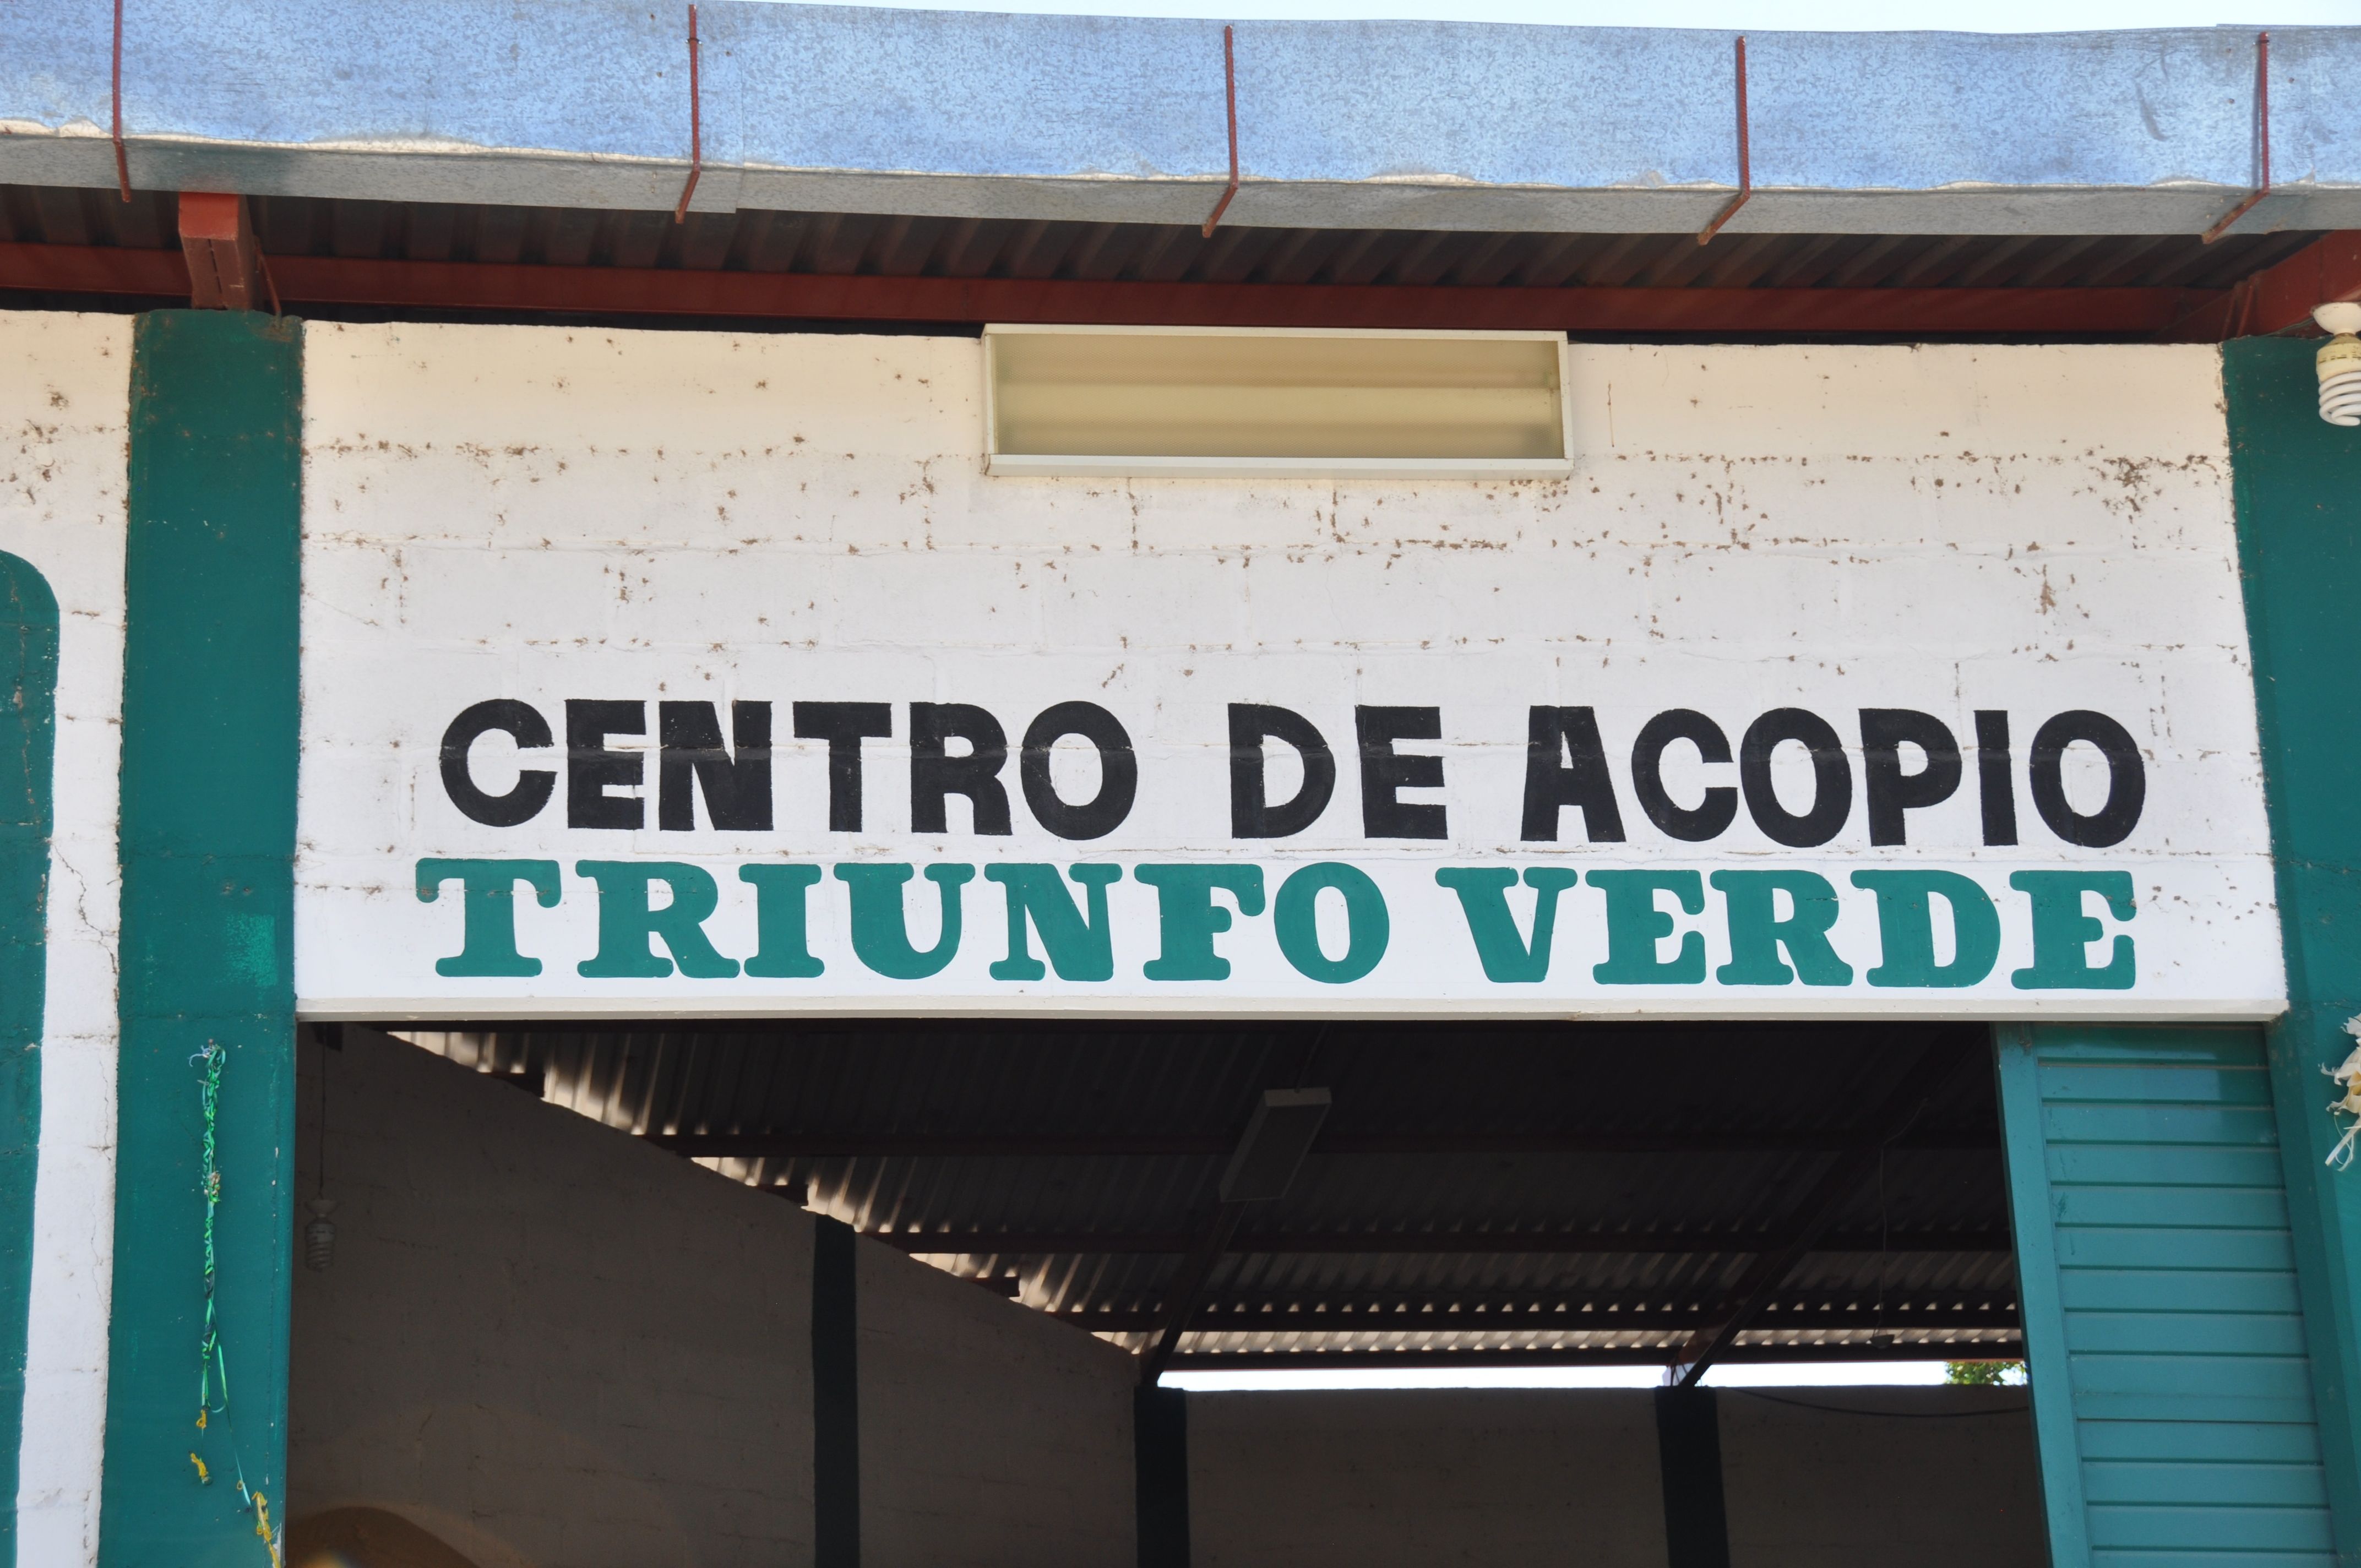 CENTRO DE ACOPIO
TRIUNFO VERDE